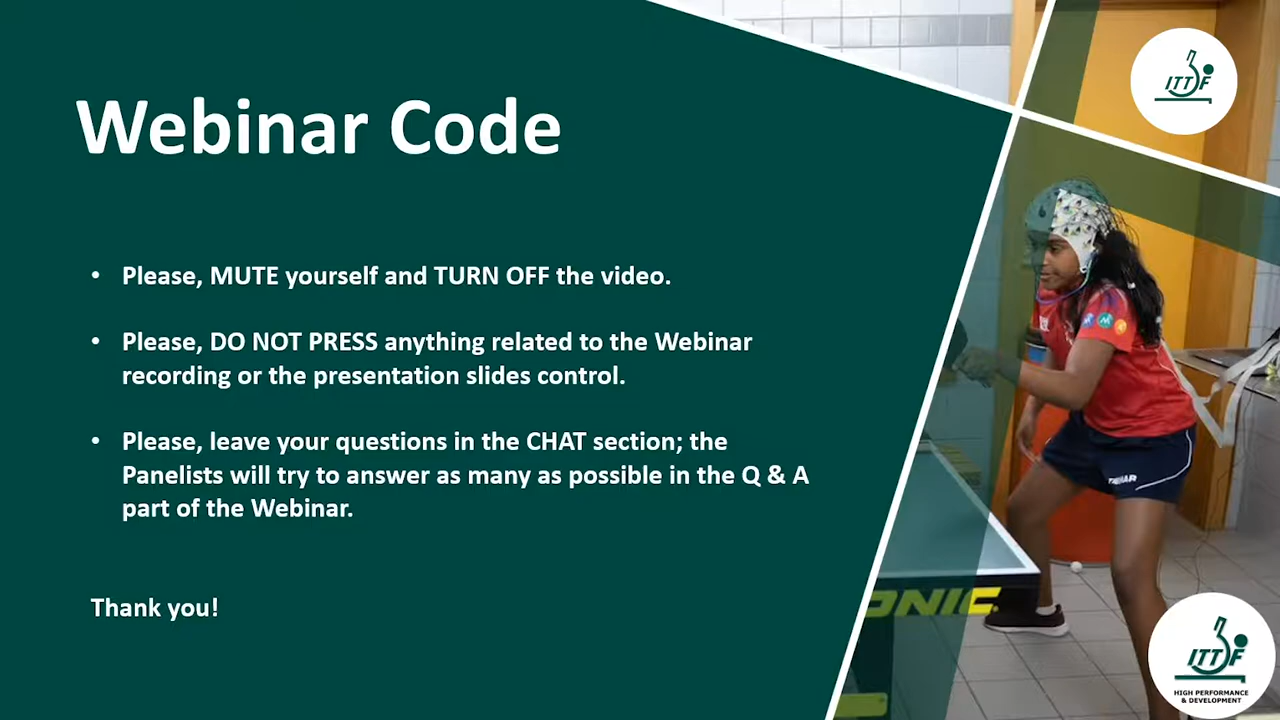 Webinar Code
• Please, MUTE yourself and TURN OFF the video.
• Please, DO NOT PRESS anything related to the Webinar
recording or the presentation slides control.
• Please, leave your questions in the CHAT section; the
Panelists will try to answer as many as possible in the Q & A
part of the Webinar.
Thank you!
ITTF
ONIC
ITTF
HIGH PERFORMANCE
& DEVELOPMENT